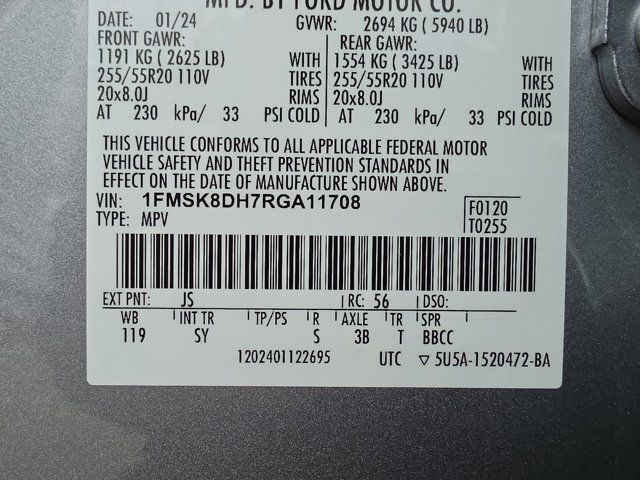 MFD. BY FORD MOTOR CO.
DATE: 01/24 GVWR: 2694 KG ( 5940 LB)
FRONT GAWR: REAR GAWR:
1191 KG ( 2625 LB) WITH 1554 KG ( 3425 LB) WITH
255/55R20 110V TIRES 255/55R20 110V TIRES
20x8.0J RIMS 20x8.0J RIMS
AT 230 kPa/ 33 PSI COLD AT 230 kPa/ 33 PSI COLD
THIS VEHICLE CONFORMS TO ALL APPLICABLE FEDERAL MOTOR
VEHICLE SAFETY AND THEFT PREVENTION STANDARDS IN
EFFECT ON THE DATE OF MANUFACTURE SHOWN ABOVE.
VIN: 1FMSK8DH7RGA11708
TYPE: MPV
F0120
T0255
EXT PNT: JS RC: 56 DSO:
WB INT TR TP/PS R AXLE TR SPR
119 SY S 3B T BBCC
1202401122695 UTC ▽ 5U5A-1520472-BA